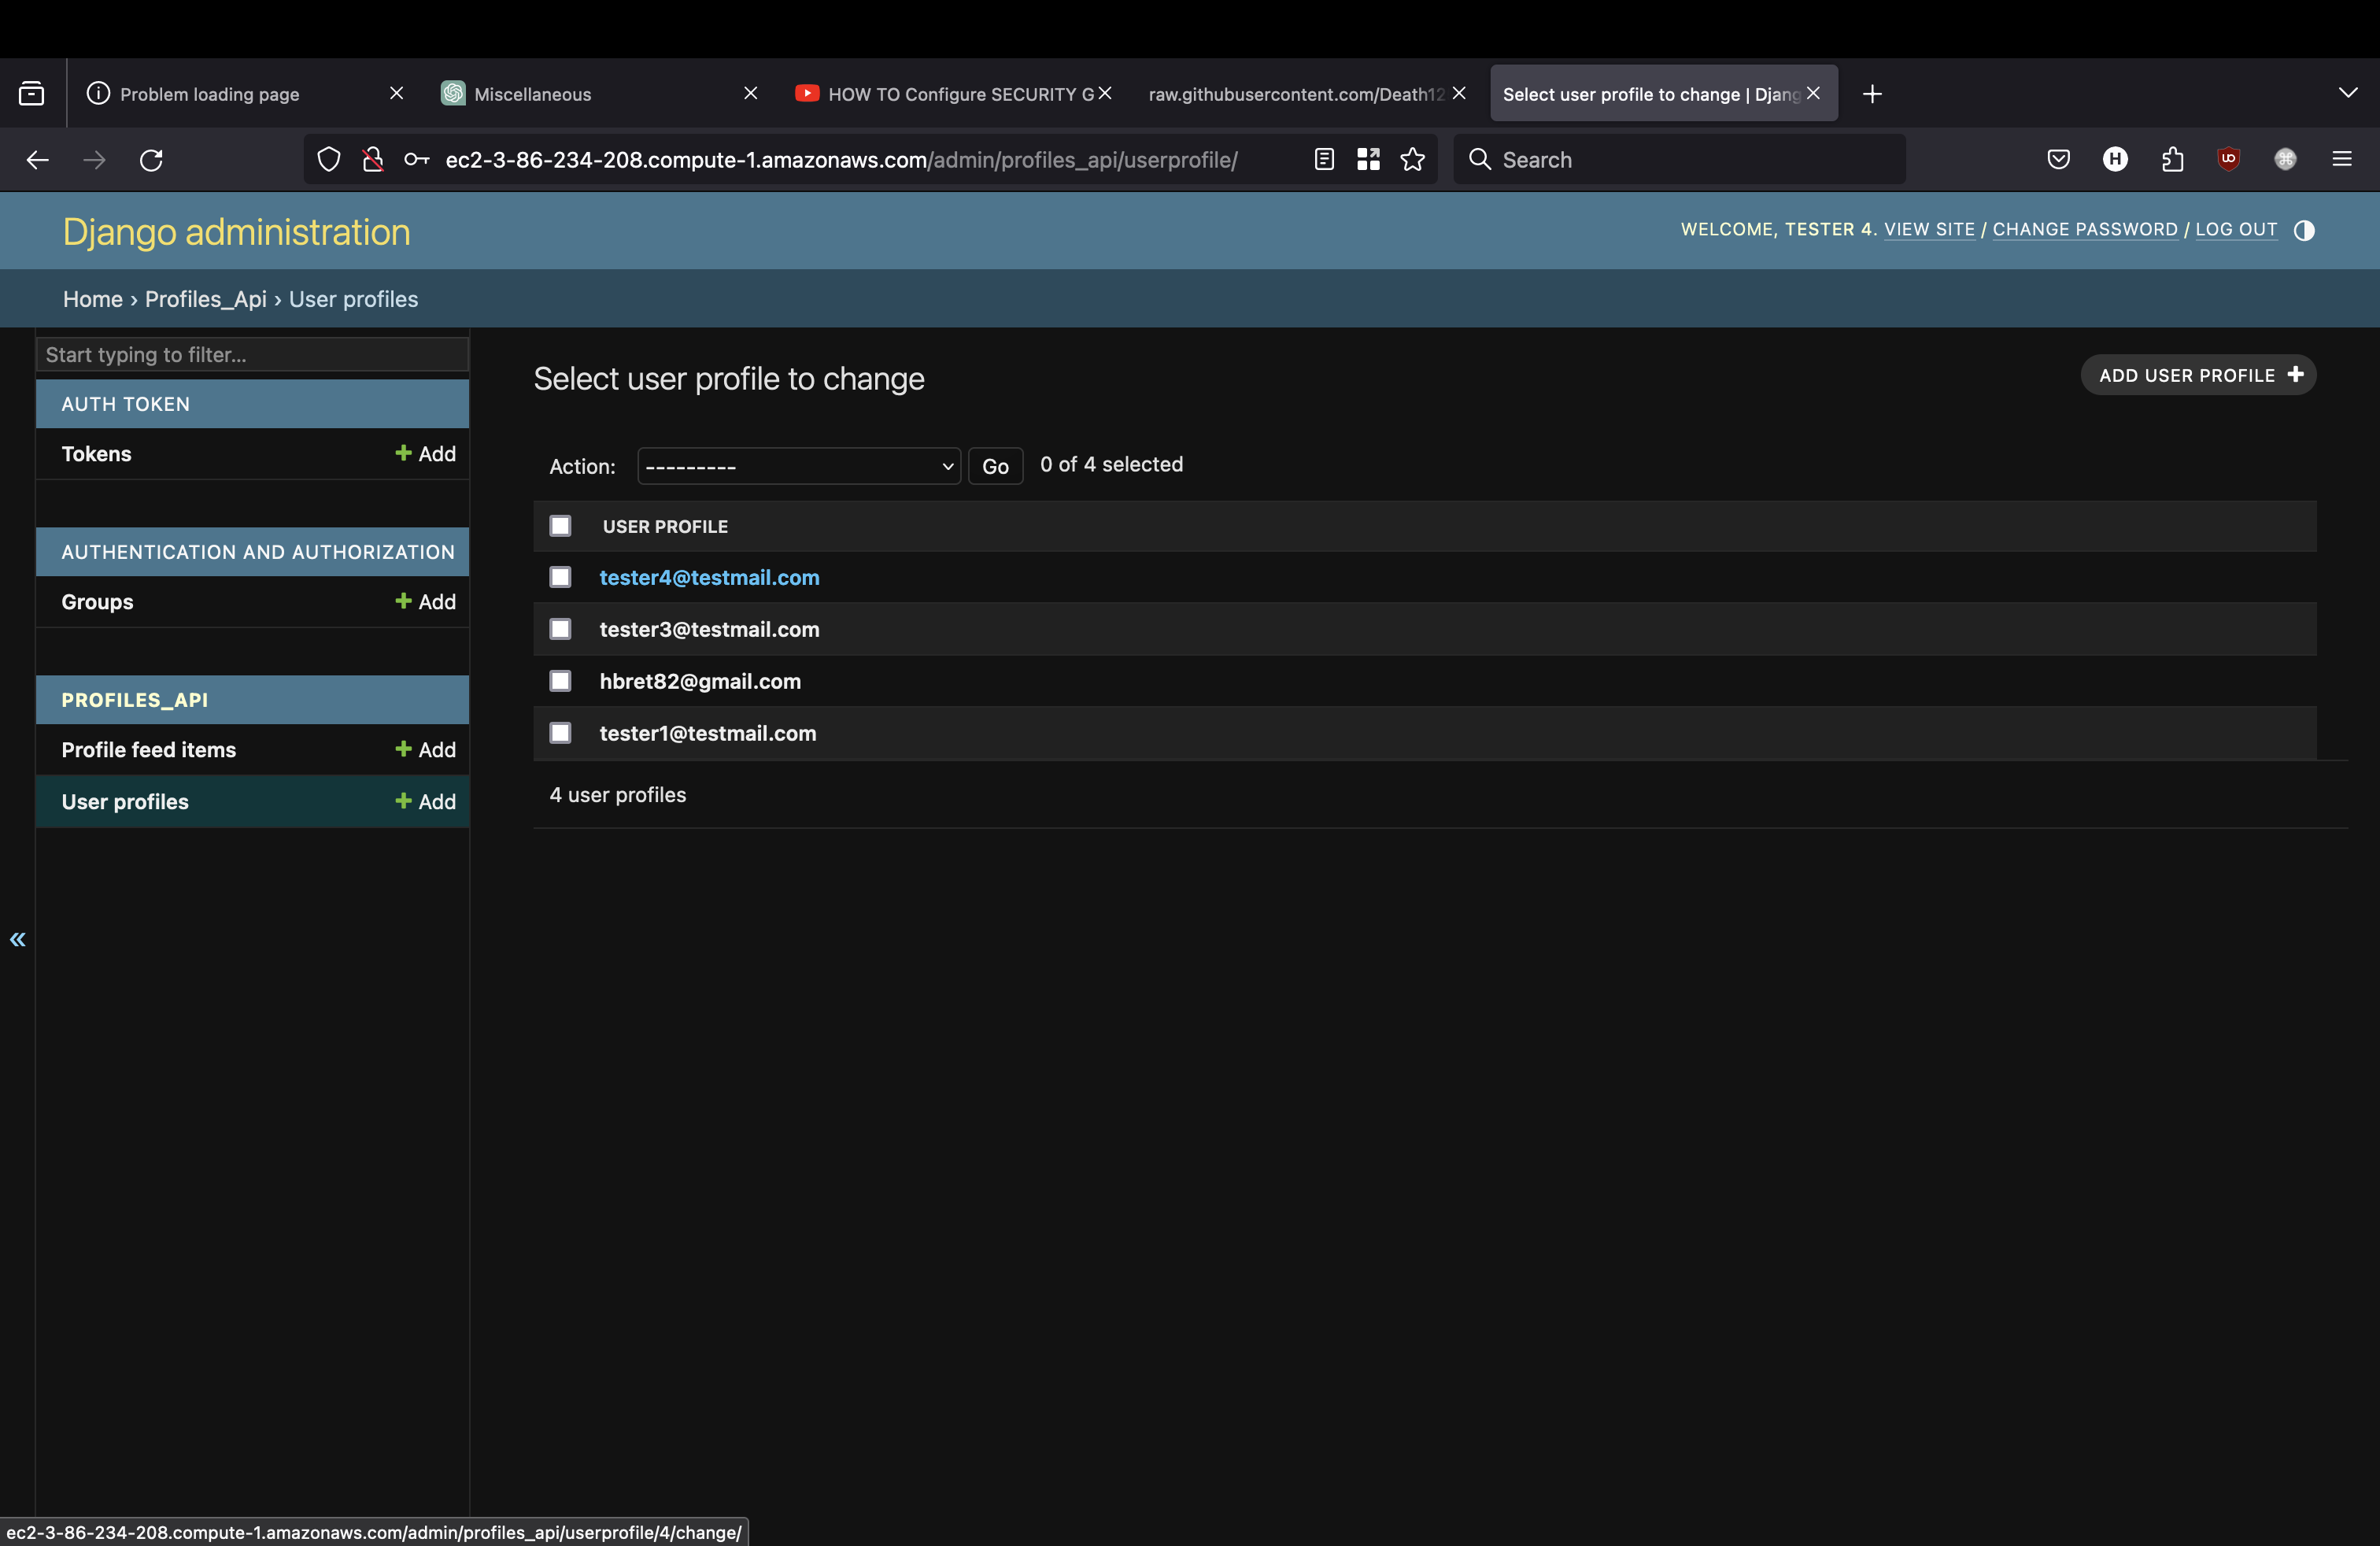 Problem loading page
Miscellaneous
HOW TO Configure SECURITY G
raw.githubusercontent.com/Death12
Select user profile to change | Djang
ec2-3-86-234-208.compute-1.amazonaws.com/admin/profiles_api/userprofile/
Search
H
Django administration
WELCOME, TESTER 4. VIEW SITE / CHANGE PASSWORD / LOG OUT
Home › Profiles_Api › User profiles
Start typing to filter...
AUTH TOKEN
Tokens
Add
AUTHENTICATION AND AUTHORIZATION
Groups
Add
PROFILES_API
Profile feed items
Add
User profiles
Add
«
Select user profile to change
ADD USER PROFILE
Action:
---------
Go
0 of 4 selected
USER PROFILE
tester4@testmail.com
tester3@testmail.com
hbret82@gmail.com
tester1@testmail.com
4 user profiles
ec2-3-86-234-208.compute-1.amazonaws.com/admin/profiles_api/userprofile/4/change/